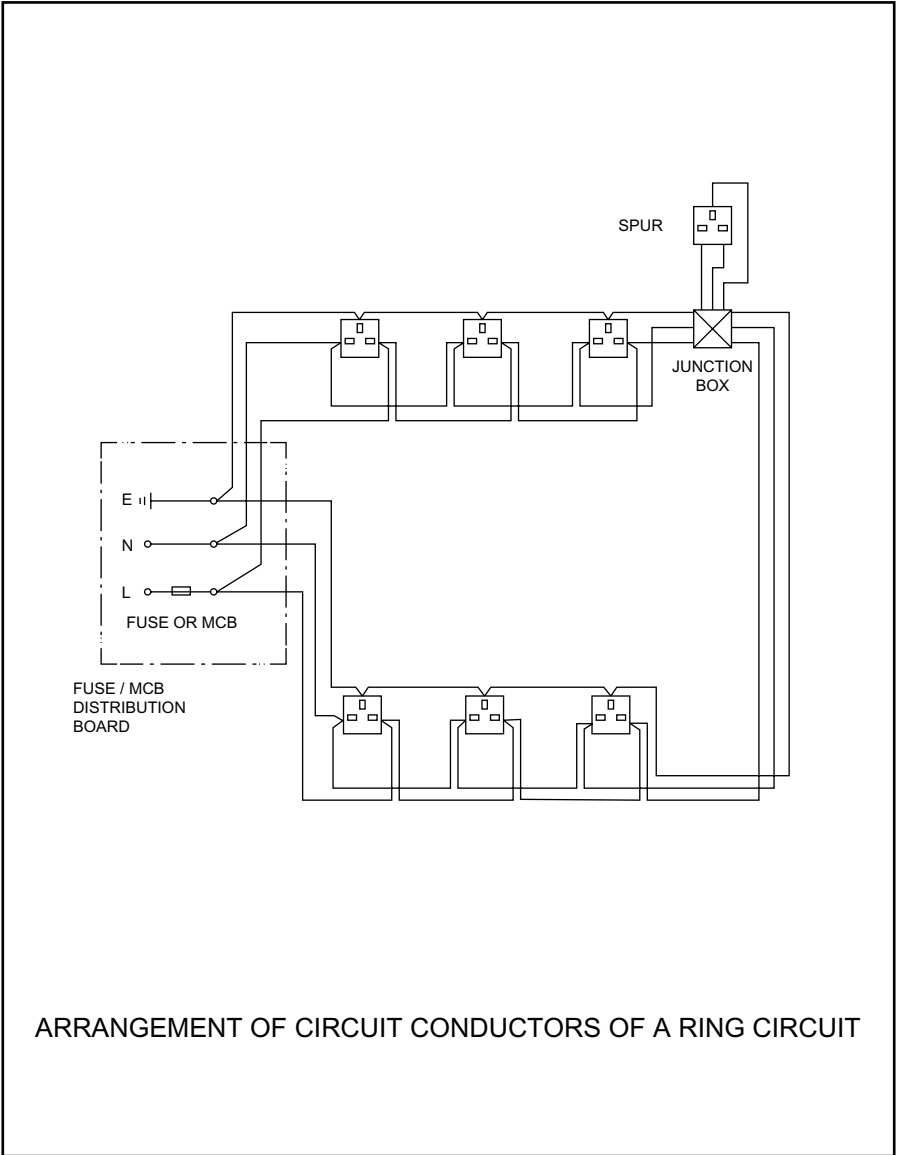 SPUR
JUNCTION
BOX
E
N
L
FUSE OR MCB
FUSE / MCB
DISTRIBUTION
BOARD
ARRANGEMENT OF CIRCUIT CONDUCTORS OF A RING CIRCUIT